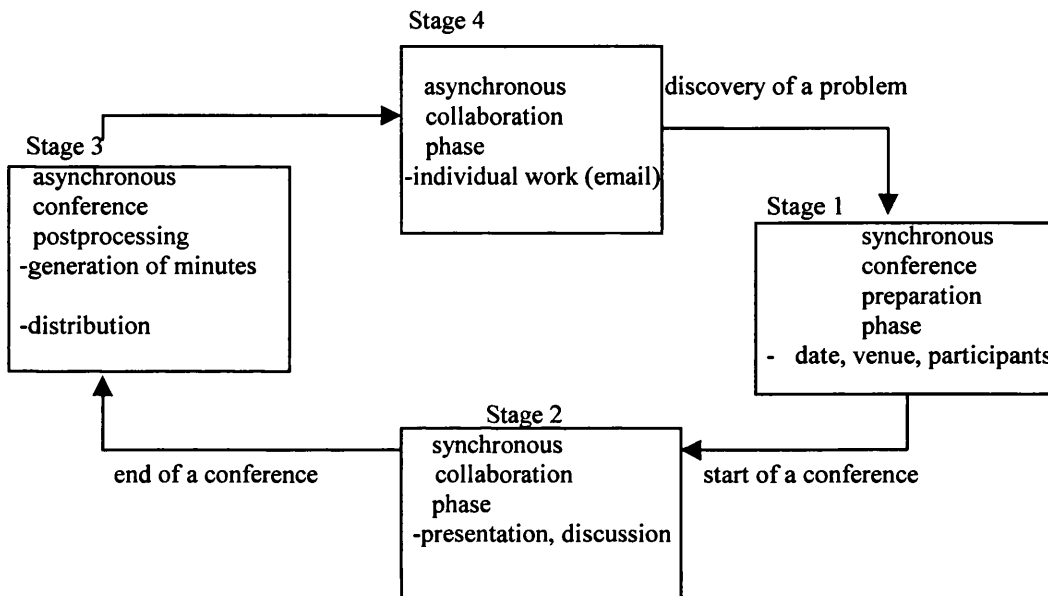 Stage 4
asynchronous
collaboration
phase
-individual work (email)
discovery of a problem
Stage 3
asynchronous
conference
postprocessing
-generation of minutes
-distribution
Stage 1
synchronous
conference
preparation
phase
- date, venue, participants
Stage 2
synchronous
collaboration
phase
-presentation, discussion
end of a conference
start of a conference